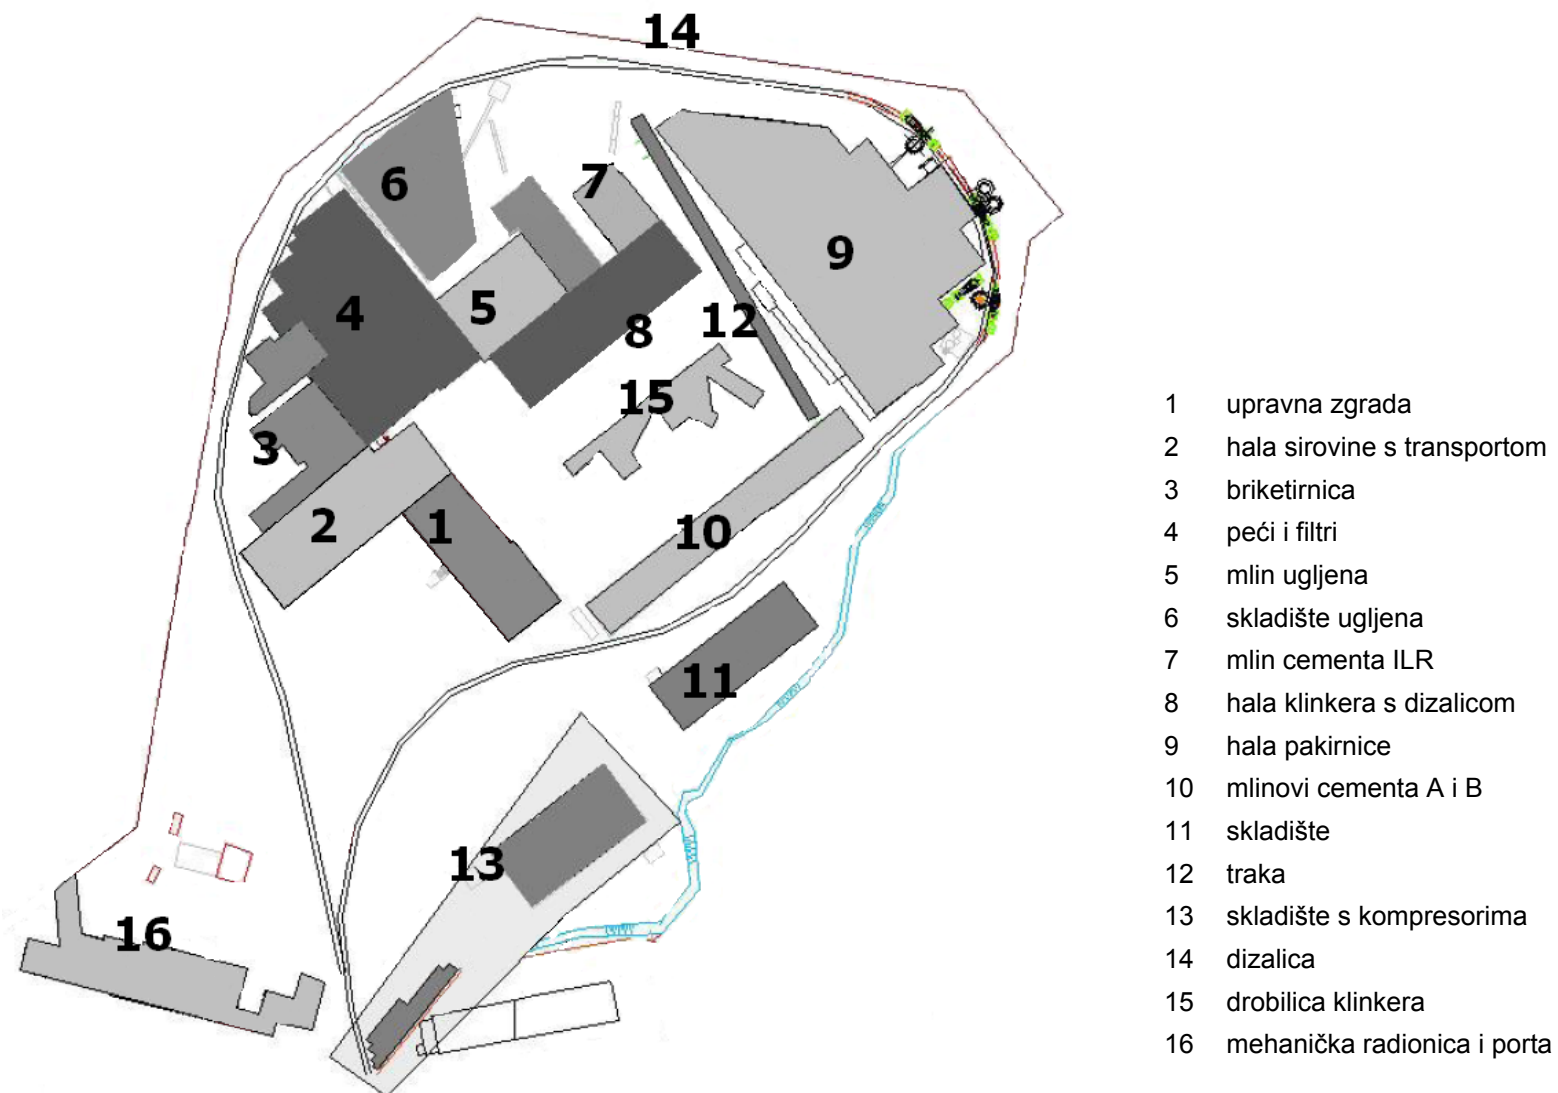 14
6
7
9
4
5
8
12
15
3
2
1
10
11
13
16
1 upravna zgrada
2 hala sirovine s transportom
3 briketirnica
4 peći i filtri
5 mlin ugljena
6 skladište ugljena
7 mlin cementa ILR
8 hala klinkera s dizalicom
9 hala pakirnice
10 mlinovi cementa A i B
11 skladište
12 traka
13 skladište s kompresorima
14 dizalica
15 drobilica klinkera
16 mehanička radionica i porta